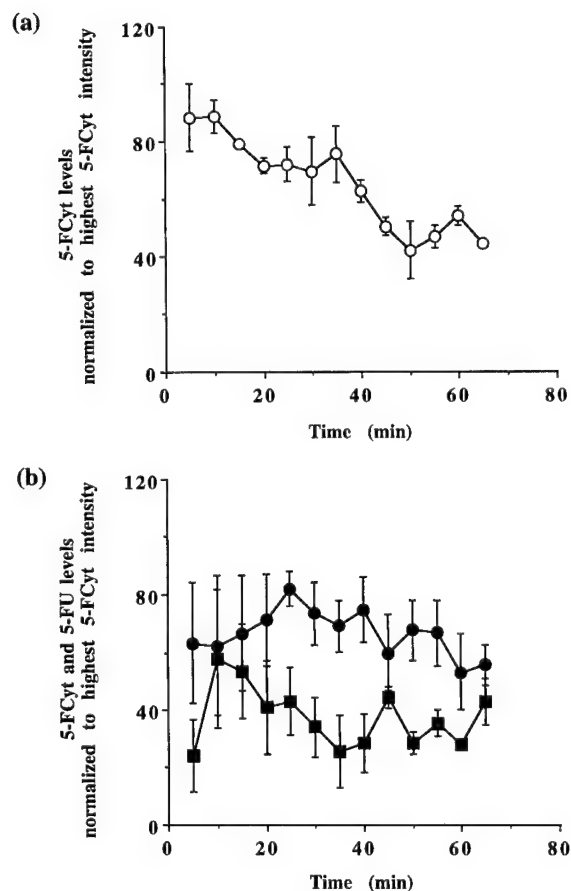 (a)
5-FCyt levels
normalized to highest 5-FCyt intensity
120
80
40
0
0
20
40
60
80
Time (min)
(b)
5-FCyt and 5-FU levels
normalized to highest 5-FCyt intensity
120
80
40
0
0
20
40
60
80
Time (min)